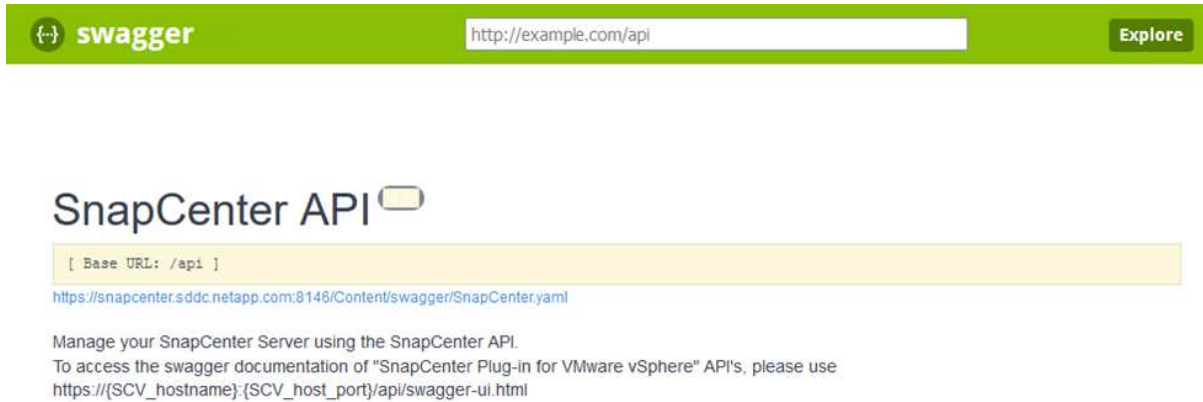 {...} swagger
http://example.com/api
Explore
SnapCenter API
[ Base URL: /api ]
https://snapcenter.sddc.netapp.com:8146/Content/swagger/SnapCenter.yaml
Manage your SnapCenter Server using the SnapCenter API.
To access the swagger documentation of "SnapCenter Plug-in for VMware vSphere" API's, please use
https://{SCV_hostname}:{SCV_host_port}/api/swagger-ui.html